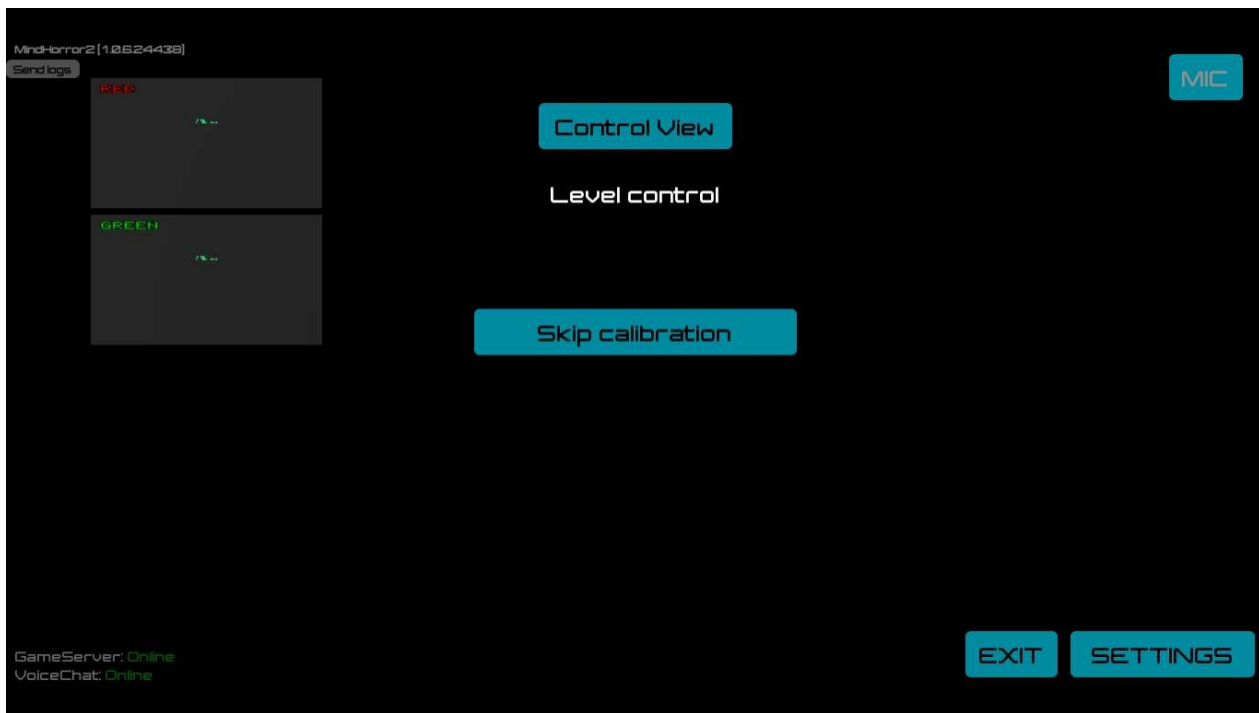 MindHorror2 [1.0.6.24438]
Send logs
MIC
RED
Control View
Level control
GREEN
Skip calibration
GameServer: Online
VoiceChat: Online
EXIT
SETTINGS